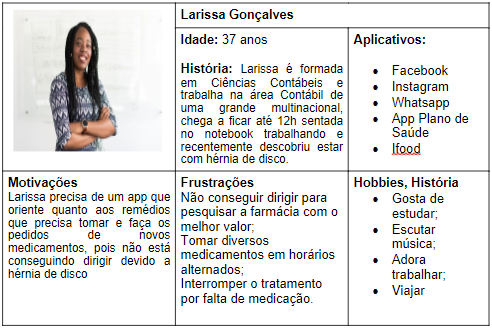 Larissa Gonçalves
Idade: 37 anos
História: Larissa é formada
em Ciências Contábeis e
trabalha na área Contábil de
uma grande multinacional,
chega a ficar até 12h sentada
no notebook trabalhando e
recentemente descobriu estar
com hérnia de disco.
Aplicativos:
• Facebook
• Instagram
• Whatsapp
• App Plano de
Saúde
• Ifood
Motivações
Larissa precisa de um app que
oriente quanto aos remédios
que precisa tomar e faça os
pedidos de novos
medicamentos, pois não está
conseguindo dirigir devido a
hérnia de disco
Frustrações
Não conseguir dirigir para
pesquisar a farmácia com o
melhor valor;
Tomar diversos
medicamentos em horários
alternados;
Interromper o tratamento
por falta de medicação.
Hobbies, História
• Gosta de
estudar;
• Escutar
música;
• Adora
trabalhar;
• Viajar